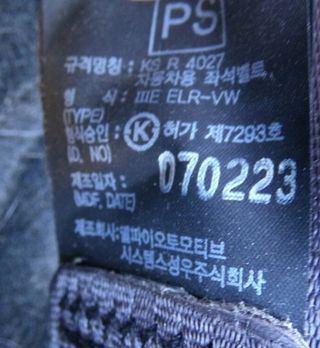 PS
규격명칭 : KS R 4027
자동차용 좌석벨트
형 식 : ⅢE ELR-VW
(TYPE)
형식승인 : Ⓚ 허가 제7293호
(ID, NO)
제조일자 : 070223
(MDF, DATE)
제조회사: 델파이오토모티브
시스템스성우주식회사